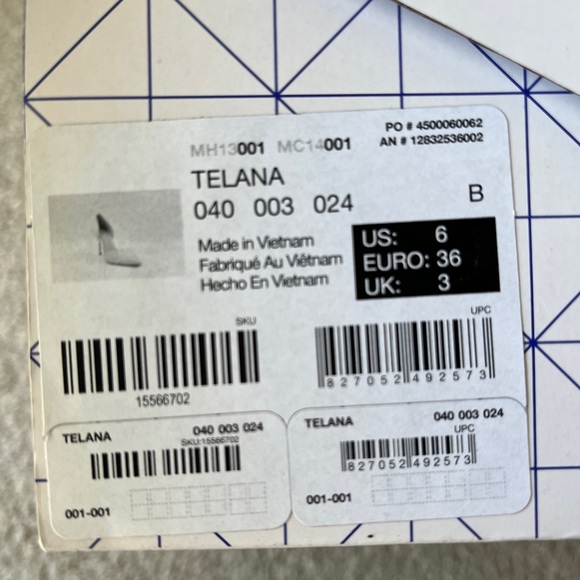 PO # 4500060062
AN # 12832536002
MH13001 MC14001
TELANA
040 003 024
B
Made in Vietnam
Fabriqué Au Viêtnam
Hecho En Vietnam
US: 6
EURO: 36
UK: 3
SKU
15566702
UPC
827052492573
TELANA
040 003 024
SKU:15566702
001-001
TELANA
040 003 024
UPC
827052492573
001-001